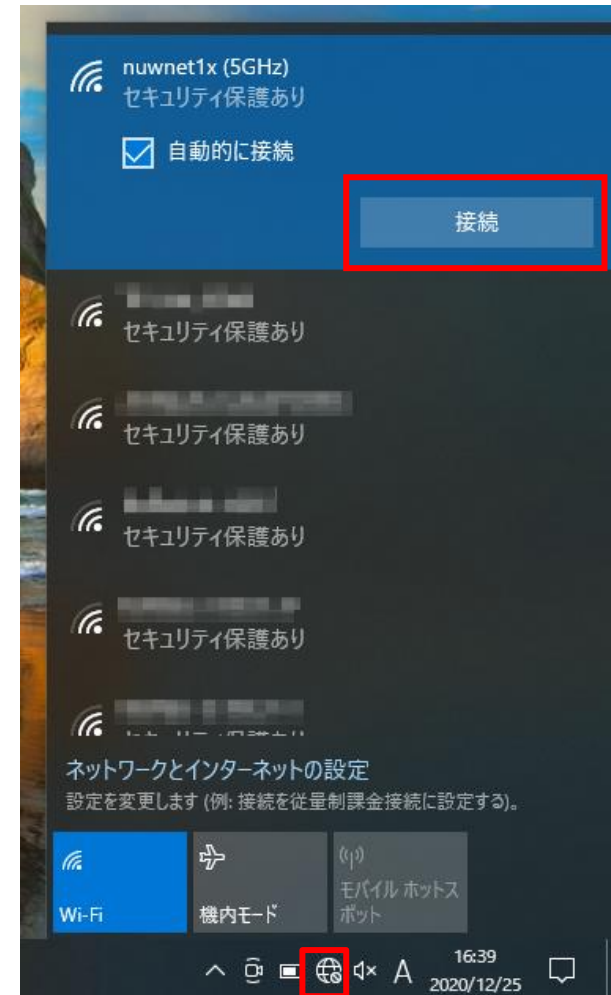 nuwnet1x (5GHz)
セキュリティ保護あり
自動的に接続
接続
セキュリティ保護あり
セキュリティ保護あり
セキュリティ保護あり
セキュリティ保護あり
ネットワークとインターネットの設定
設定を変更します (例: 接続を従量制課金接続に設定する)。
Wi-Fi
機内モード
モバイル ホットス
ポット
A
16:39
2020/12/25